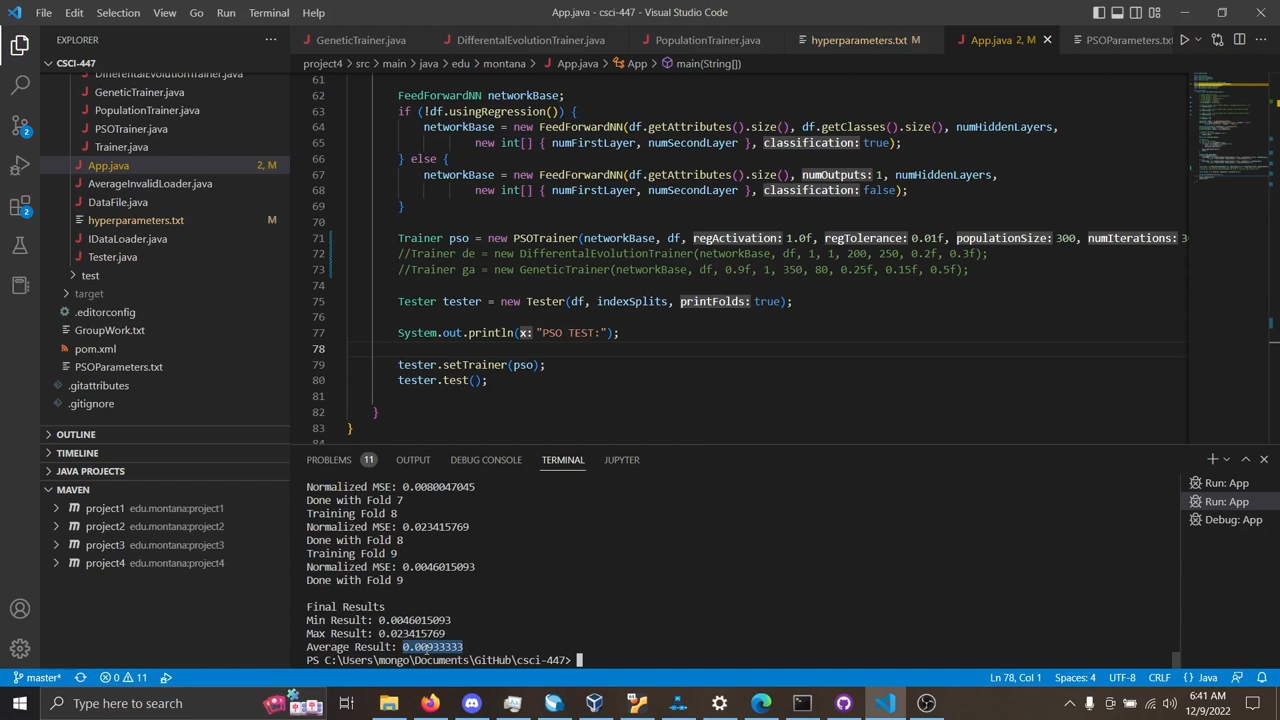 File Edit Selection View Go Run Terminal Help
App.java - csci-447 - Visual Studio Code
EXPLORER
GeneticTrainer.java
DifferentalEvolutionTrainer.java
PopulationTrainer.java
hyperparameters.txt M
App.java 2, M
PSOParameters.txt
project4 > src > main > java > edu > montana > App.java > App > main(String[])
CSCI-447
DifferentalEvolutionTrainer.java
GeneticTrainer.java
PopulationTrainer.java
PSOTrainer.java
Trainer.java
App.java 2, M
AverageInvalidLoader.java
DataFile.java
hyperparameters.txt M
IDataLoader.java
Tester.java
test
target
.editorconfig
GroupWork.txt
pom.xml
PSOParameters.txt
.gitattributes
.gitignore
OUTLINE
TIMELINE
JAVA PROJECTS
MAVEN
project1 edu.montana:project1
project2 edu.montana:project2
project3 edu.montana:project3
project4 edu.montana:project4
61
62 FeedForwardNN networkBase;
63 if (!df.usingRegression()) {
64 networkBase = new FeedForwardNN(df.getAttributes().size(), df.getClasses().size(), numHiddenLayers,
65 new int[] { numFirstLayer, numSecondLayer }, classification:true);
66 } else {
67 networkBase = new FeedForwardNN(df.getAttributes().size(), numOutputs:1, numHiddenLayers,
68 new int[] { numFirstLayer, numSecondLayer }, classification:false);
69 }
70
71 Trainer pso = new PSOTrainer(networkBase, df, regActivation:1.0f, regTolerance:0.01f, populationSize:300, numIterations:3
72 //Trainer de = new DifferentalEvolutionTrainer(networkBase, df, 1, 1, 200, 250, 0.2f, 0.3f);
73 //Trainer ga = new GeneticTrainer(networkBase, df, 0.9f, 1, 350, 80, 0.25f, 0.15f, 0.5f);
74
75 Tester tester = new Tester(df, indexSplits, printFolds:true);
76
77 System.out.println(x:"PSO TEST:");
78
79 tester.setTrainer(pso);
80 tester.test();
81
82 }
83 }
84
PROBLEMS 11 OUTPUT DEBUG CONSOLE TERMINAL JUPYTER
Normalized MSE: 0.0080047045
Done with Fold 7
Training Fold 8
Normalized MSE: 0.023415769
Done with Fold 8
Training Fold 9
Normalized MSE: 0.0046015093
Done with Fold 9
Final Results
Min Result: 0.0046015093
Max Result: 0.023415769
Average Result: 0.00933333
PS C:\Users\mongo\Documents\GitHub\csci-447>
Run: App
Run: App
Debug: App
2
2
master* 0 11
Ln 78, Col 1 Spaces: 4 UTF-8 CRLF {} Java
Type here to search
6:41 AM
12/9/2022